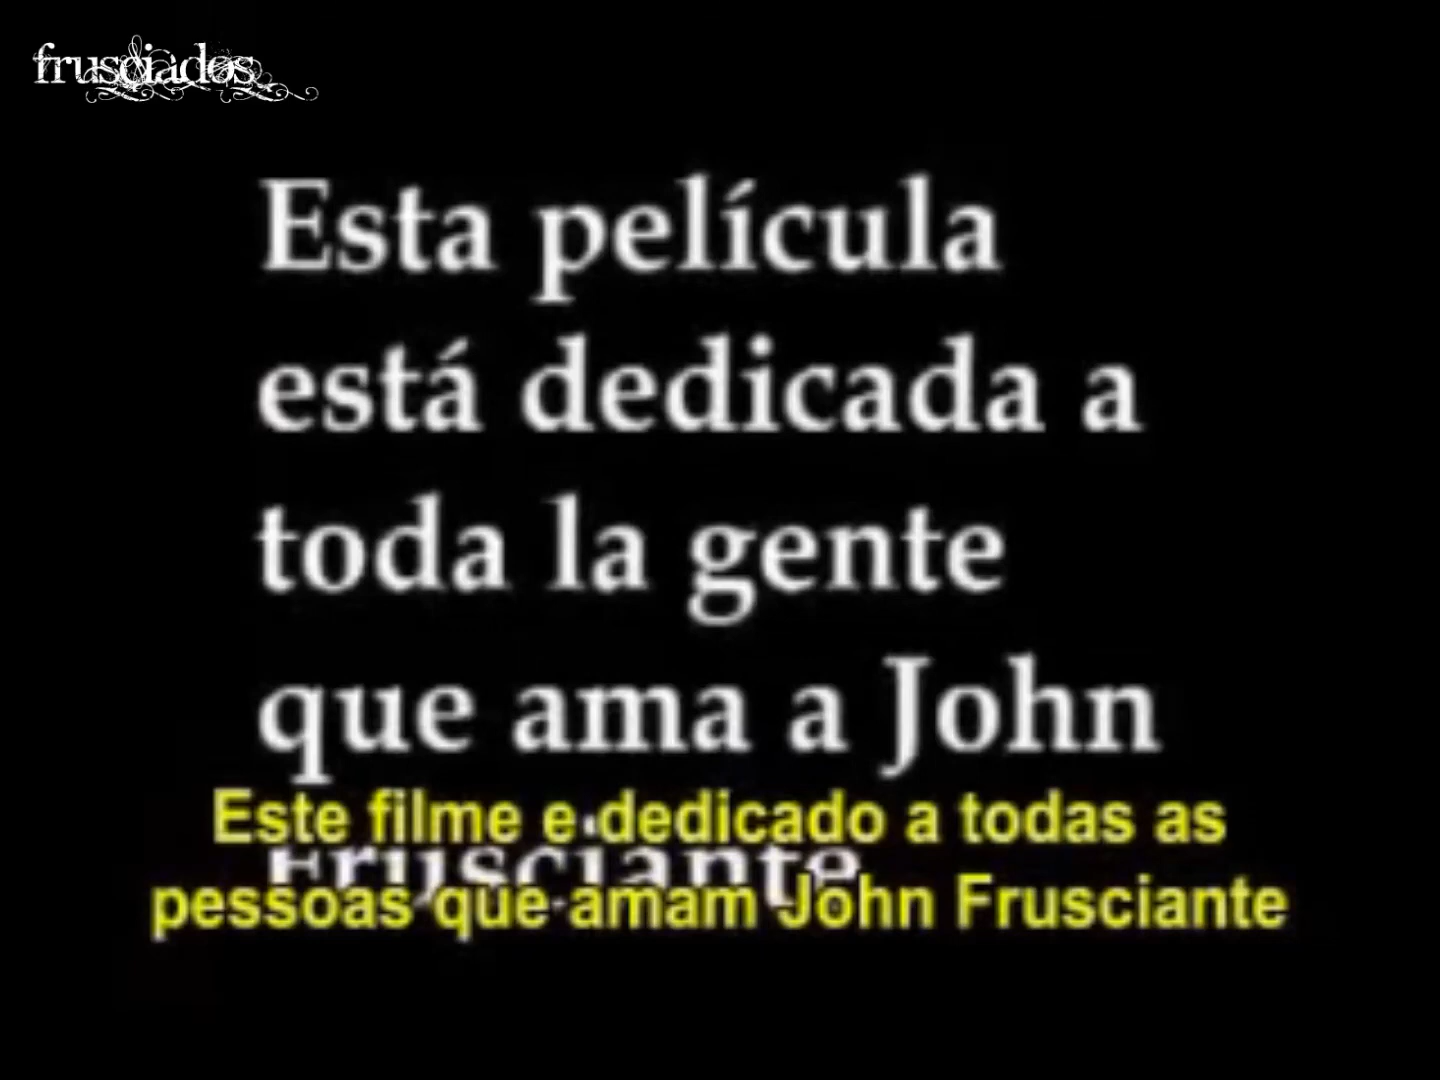 frusciados
Esta película
está dedicada a
toda la gente
que ama a John
Frusciante
Este filme e dedicado a todas as
pessoas que amam John Frusciante